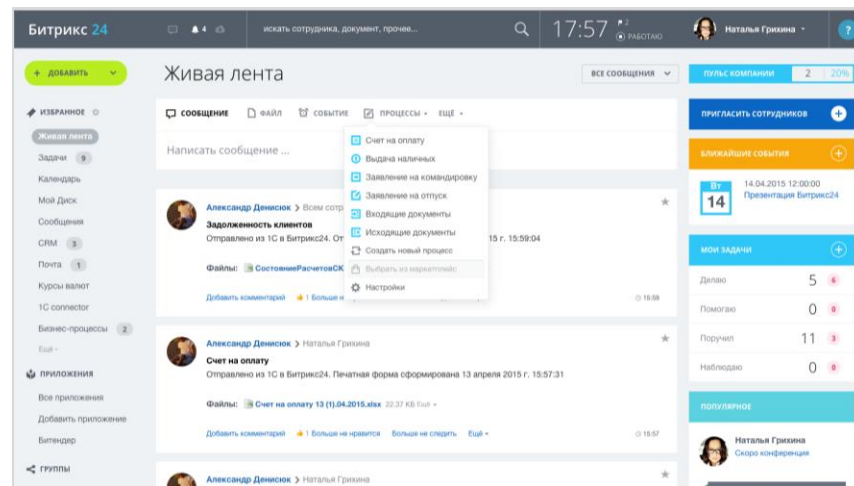 Битрикс 24
4
искать сотрудника, документ, прочее...
17:57
2
РАБОТАЮ
Наталья Грихина
?
+ ДОБАВИТЬ
Живая лента
ВСЕ СООБЩЕНИЯ
ПУЛЬС КОМПАНИИ 2 20%
ИЗБРАННОЕ
Живая лента
Задачи 9
Календарь
Мой Диск
Сообщения
CRM 3
Почта 1
Курсы валют
1C connector
Бизнес-процессы 2
Ещё
ПРИЛОЖЕНИЯ
Все приложения
Добавить приложение
Битендер
ГРУППЫ
СООБЩЕНИЕ ФАЙЛ СОБЫТИЕ ПРОЦЕССЫ ЕЩЁ
Написать сообщение ...
Счет на оплату
Выдача наличных
Заявление на командировку
Заявление на отпуск
Входящие документы
Исходящие документы
Создать новый процесс
Выбрать из маркетплейс
Настройки
Александр Денисюк > Всем сотр
Задолженность клиентов
Отправлено из 1С в Битрикс24. От 15 г. 15:59:04
Файлы: СостояниеРасчетовСК
Добавить комментарий 1 Больше н 15:59
Александр Денисюк > Наталья Грихина
Счет на оплату
Отправлено из 1С в Битрикс24. Печатная форма сформирована 13 апреля 2015 г. 15:57:31
Файлы: Счет на оплату 13 (1).04.2015.xlsx 22.37 КБ Ещё
Добавить комментарий 1 Больше не нравится Больше не следить Ещё 15:57
Александр Денисюк > Наталья Грихина
ПРИГЛАСИТЬ СОТРУДНИКОВ
БЛИЖАЙШИЕ СОБЫТИЯ
Вт
14
14.04.2015 12:00:00
Презентация Битрикс24
МОИ ЗАДАЧИ
Делаю 5 6
Помогаю 0 0
Поручил 11 3
Наблюдаю 0 0
ПОПУЛЯРНОЕ
Наталья Грихина
Скоро конференция